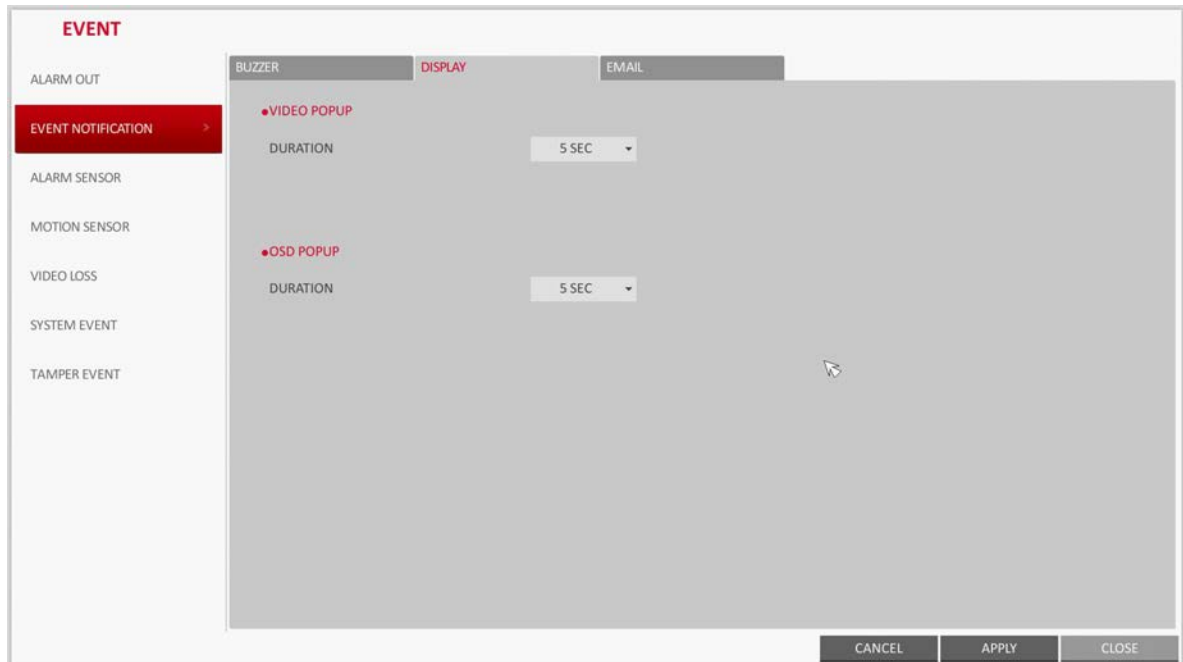 EVENT
ALARM OUT
EVENT NOTIFICATION >
ALARM SENSOR
MOTION SENSOR
VIDEO LOSS
SYSTEM EVENT
TAMPER EVENT
BUZZER DISPLAY EMAIL
●VIDEO POPUP
DURATION 5 SEC
●OSD POPUP
DURATION 5 SEC
CANCEL APPLY CLOSE